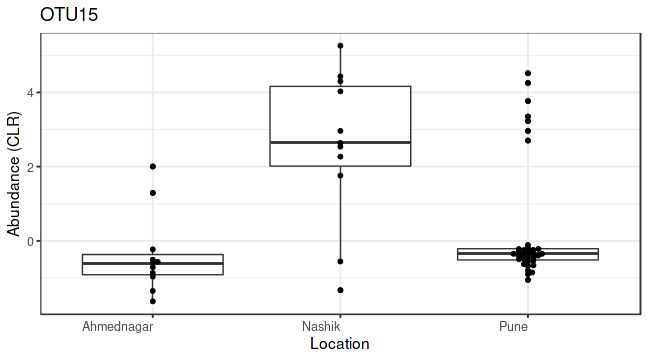 OTU15
Abundance (CLR)
4
2
0
Ahmednagar
Nashik
Pune
Location